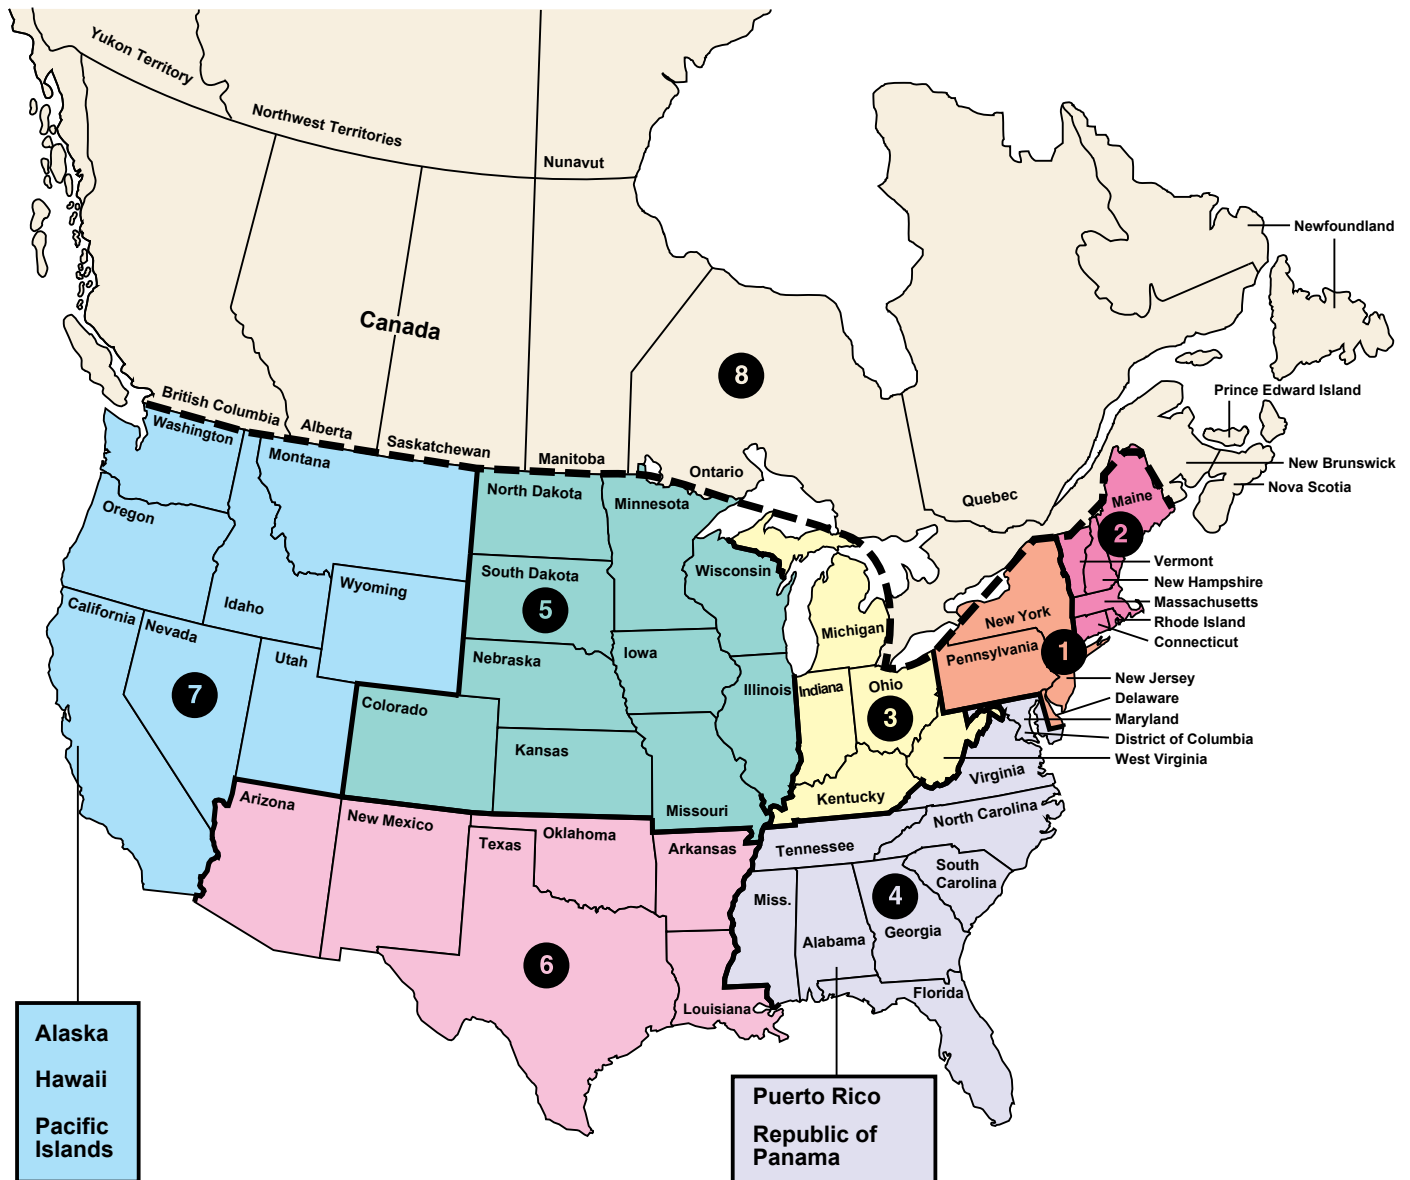 Yukon Territory
Northwest Territories
Nunavut
Newfoundland
Canada
8
Prince Edward Island
British Columbia
Alberta
Saskatchewan
Manitoba
Ontario
Quebec
New Brunswick
Nova Scotia
Washington
Montana
North Dakota
Minnesota
Maine
2
Oregon
Wisconsin
Vermont
New Hampshire
Massachusetts
Rhode Island
Connecticut
South Dakota
5
Wyoming
Idaho
California
Nevada
Michigan
New York
Pennsylvania
1
Utah
Nebraska
Iowa
7
Colorado
Illinois
Indiana
Ohio
3
New Jersey
Delaware
Maryland
District of Columbia
West Virginia
Kansas
Missouri
Kentucky
Virginia
North Carolina
Arizona
New Mexico
Texas
Oklahoma
Arkansas
Tennessee
South
Carolina
Miss.
4
Alabama
Georgia
6
Louisiana
Florida
Alaska
Hawaii
Pacific
Islands
Puerto Rico
Republic of
Panama